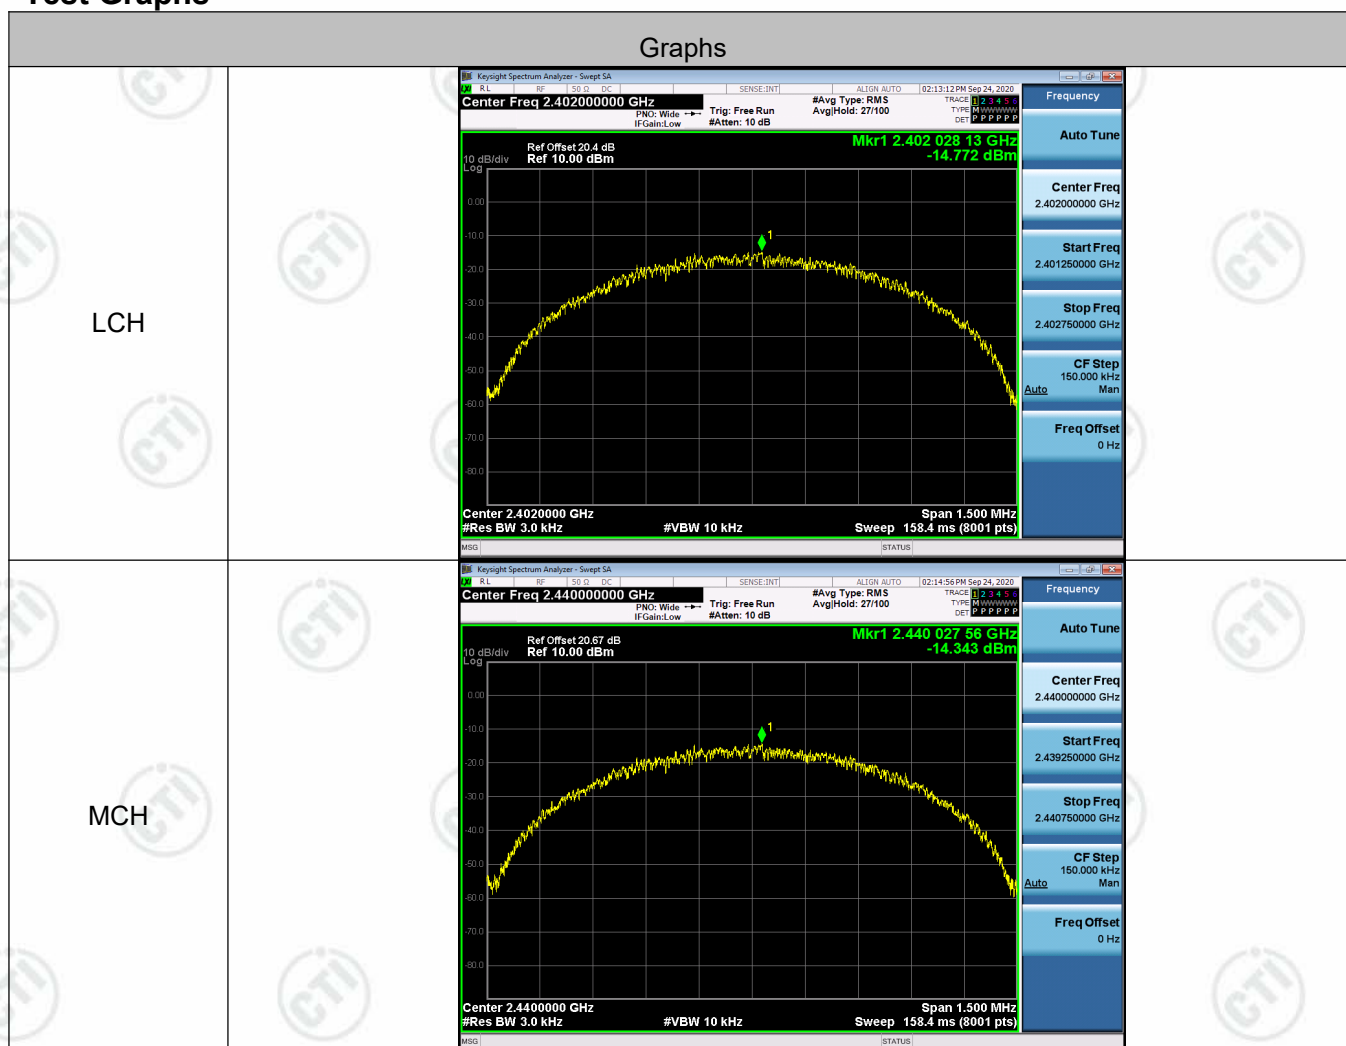 Test Graphs
Graphs
LCH
Keysight Spectrum Analyzer - Swept SA
LXI RL RF 50 Ω DC SENSE:INT ALIGN AUTO 02:13:12 PM Sep 24, 2020
Center Freq 2.402000000 GHz
PNO: Wide
IFGain:Low
Trig: Free Run
#Atten: 10 dB
#Avg Type: RMS
Avg|Hold: 27/100
TRACE 1 2 3 4 5 6
TYPE M W W W W W
DET P P P P P P
Mkr1 2.402 028 13 GHz
-14.772 dBm
Ref Offset 20.4 dB
10 dB/div Ref 10.00 dBm
Log
0.00
-10.0
-20.0
-30.0
-40.0
-50.0
-60.0
-70.0
-80.0
1
Center 2.4020000 GHz Span 1.500 MHz
#Res BW 3.0 kHz #VBW 10 kHz Sweep 158.4 ms (8001 pts)
MSG STATUS
Frequency
Auto Tune
Center Freq
2.402000000 GHz
Start Freq
2.401250000 GHz
Stop Freq
2.402750000 GHz
CF Step
150.000 kHz
Auto Man
Freq Offset
0 Hz
MCH
Keysight Spectrum Analyzer - Swept SA
LXI RL RF 50 Ω DC SENSE:INT ALIGN AUTO 02:14:56 PM Sep 24, 2020
Center Freq 2.440000000 GHz
PNO: Wide
IFGain:Low
Trig: Free Run
#Atten: 10 dB
#Avg Type: RMS
Avg|Hold: 27/100
TRACE 1 2 3 4 5 6
TYPE M W W W W W
DET P P P P P P
Mkr1 2.440 027 56 GHz
-14.343 dBm
Ref Offset 20.67 dB
10 dB/div Ref 10.00 dBm
Log
0.00
-10.0
-20.0
-30.0
-40.0
-50.0
-60.0
-70.0
-80.0
1
Center 2.4400000 GHz Span 1.500 MHz
#Res BW 3.0 kHz #VBW 10 kHz Sweep 158.4 ms (8001 pts)
MSG STATUS
Frequency
Auto Tune
Center Freq
2.440000000 GHz
Start Freq
2.439250000 GHz
Stop Freq
2.440750000 GHz
CF Step
150.000 kHz
Auto Man
Freq Offset
0 Hz
CTI